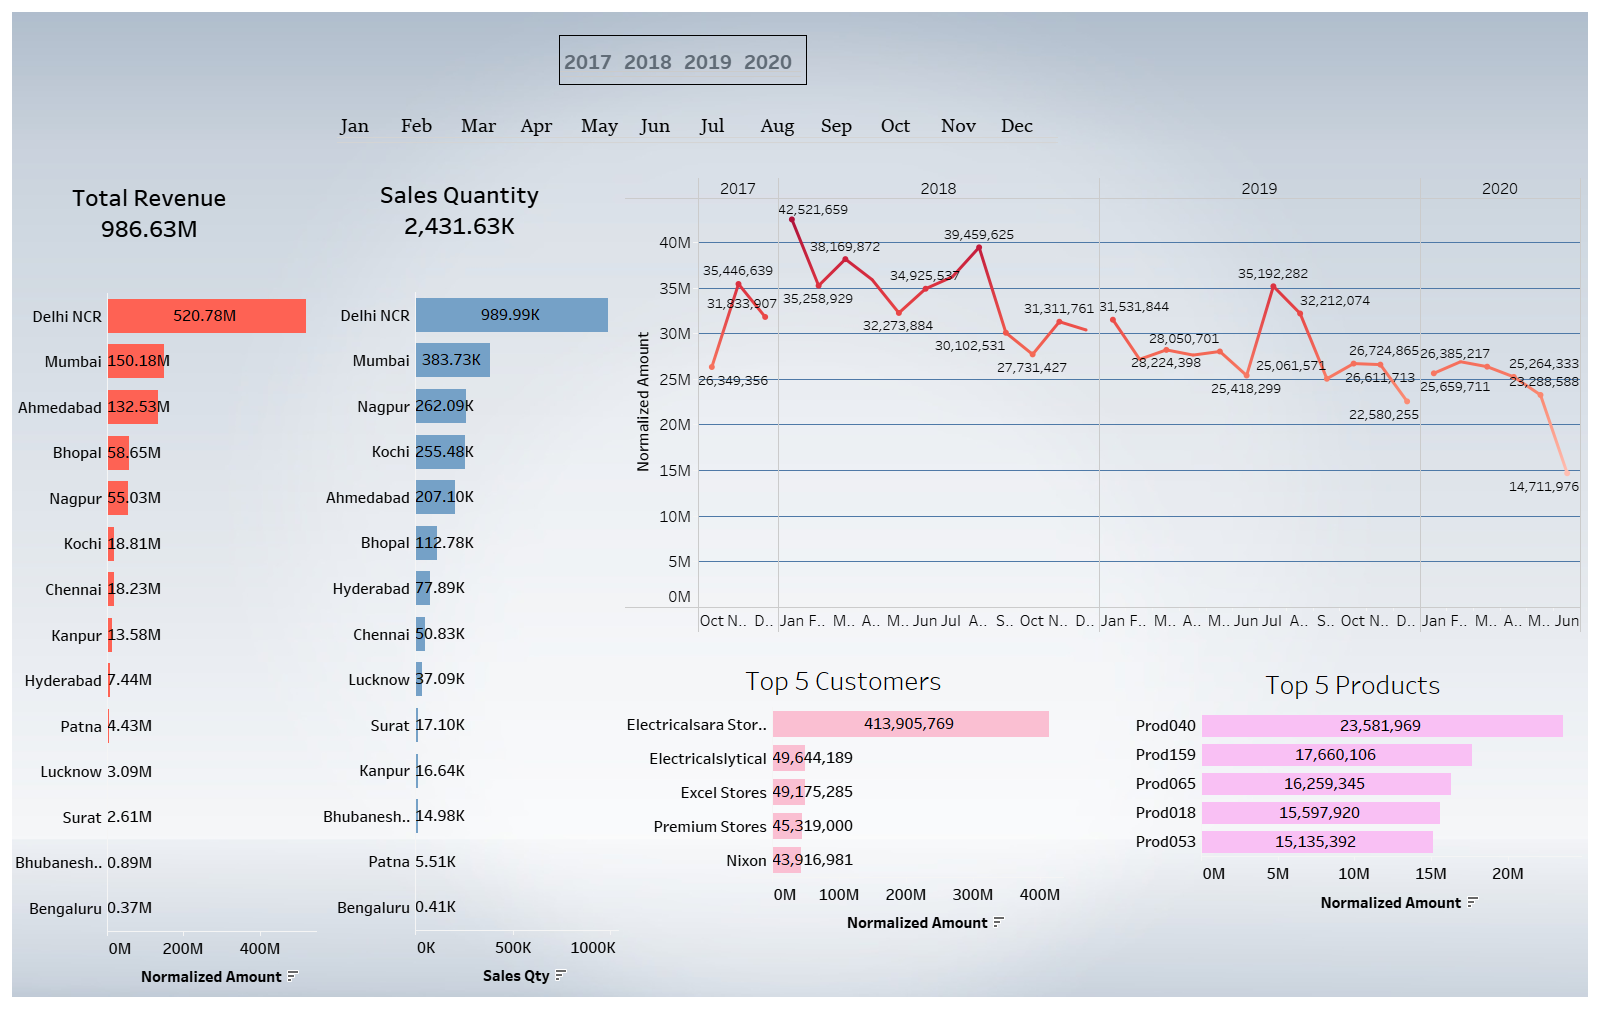 2017 2018 2019 2020
Jan Feb Mar Apr May Jun Jul Aug Sep Oct Nov Dec
Total Revenue
986.63M
Delhi NCR 520.78M
Mumbai 150.18M
Ahmedabad 132.53M
Bhopal 58.65M
Nagpur 55.03M
Kochi 18.81M
Chennai 18.23M
Kanpur 13.58M
Hyderabad 7.44M
Patna 4.43M
Lucknow 3.09M
Surat 2.61M
Bhubanesh.. 0.89M
Bengaluru 0.37M
0M 200M 400M
Normalized Amount
Sales Quantity
2,431.63K
Delhi NCR 989.99K
Mumbai 383.73K
Nagpur 262.09K
Kochi 255.48K
Ahmedabad 207.10K
Bhopal 112.78K
Hyderabad 77.89K
Chennai 50.83K
Lucknow 37.09K
Surat 17.10K
Kanpur 16.64K
Bhubanesh.. 14.98K
Patna 5.51K
Bengaluru 0.41K
0K 500K 1000K
Sales Qty
2017 2018 2019 2020
Normalized Amount
40M
35M
30M
25M
20M
15M
10M
5M
0M
26,349,356
35,446,639
31,833,907
42,521,659
35,258,929
38,169,872
32,273,884
34,925,537
39,459,625
30,102,531
27,731,427
31,311,761
31,531,844
28,224,398
28,050,701
25,418,299
35,192,282
32,212,074
25,061,571
26,724,865
26,611,713
22,580,255
25,659,711
26,385,217
25,264,333
23,288,588
14,711,976
Oct N.. D.. Jan F.. M.. A.. M.. Jun Jul A.. S.. Oct N.. D.. Jan F.. M.. A.. M.. Jun Jul A.. S.. Oct N.. D.. Jan F.. M.. A.. M.. Jun
Top 5 Customers
Electricalsara Stor.. 413,905,769
Electricalslytical 49,644,189
Excel Stores 49,175,285
Premium Stores 45,319,000
Nixon 43,916,981
0M 100M 200M 300M 400M
Normalized Amount
Top 5 Products
Prod040 23,581,969
Prod159 17,660,106
Prod065 16,259,345
Prod018 15,597,920
Prod053 15,135,392
0M 5M 10M 15M 20M
Normalized Amount